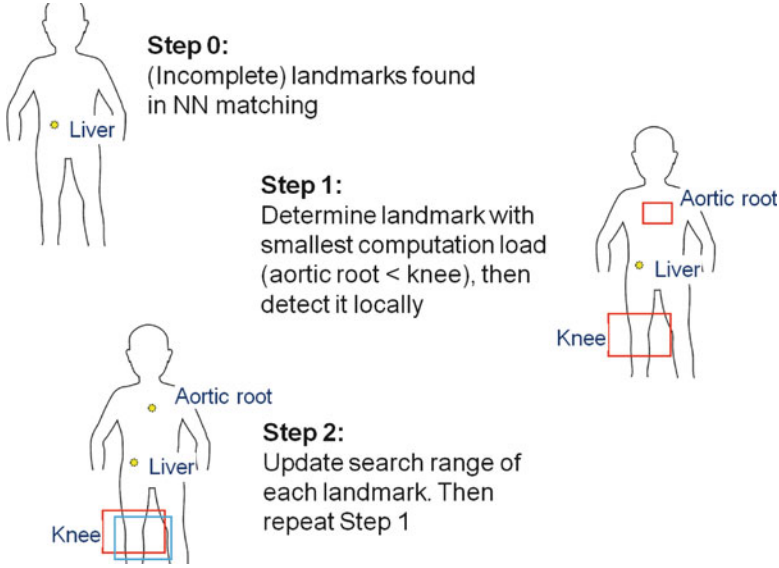 Step 0:
(Incomplete) landmarks found
in NN matching
Liver
Step 1:
Determine landmark with
smallest computation load
(aortic root < knee), then
detect it locally
Aortic root
Liver
Knee
Aortic root
Liver
Knee
Step 2:
Update search range of
each landmark. Then
repeat Step 1